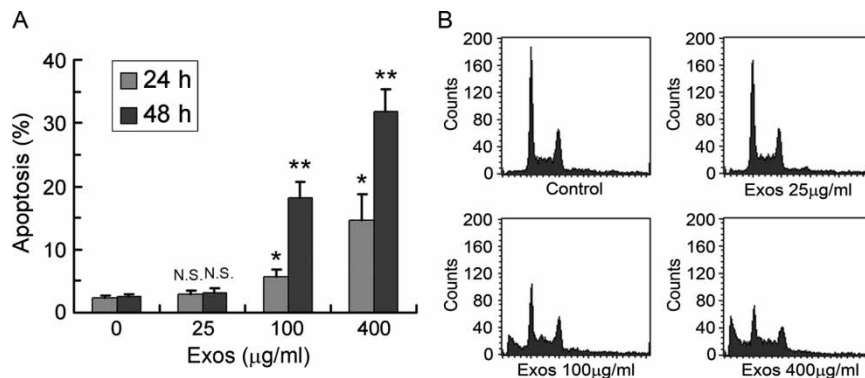 A
Apoptosis (%)
40
30
20
10
0
24 h
48 h
N.S. N.S.
*
**
*
**
0 25 100 400
Exos (μg/ml)
B
Counts
200
160
120
80
40
0
Control
Counts
200
160
120
80
40
0
Exos 25μg/ml
Counts
200
160
120
80
40
0
Exos 100μg/ml
Counts
200
160
120
80
40
0
Exos 400μg/ml